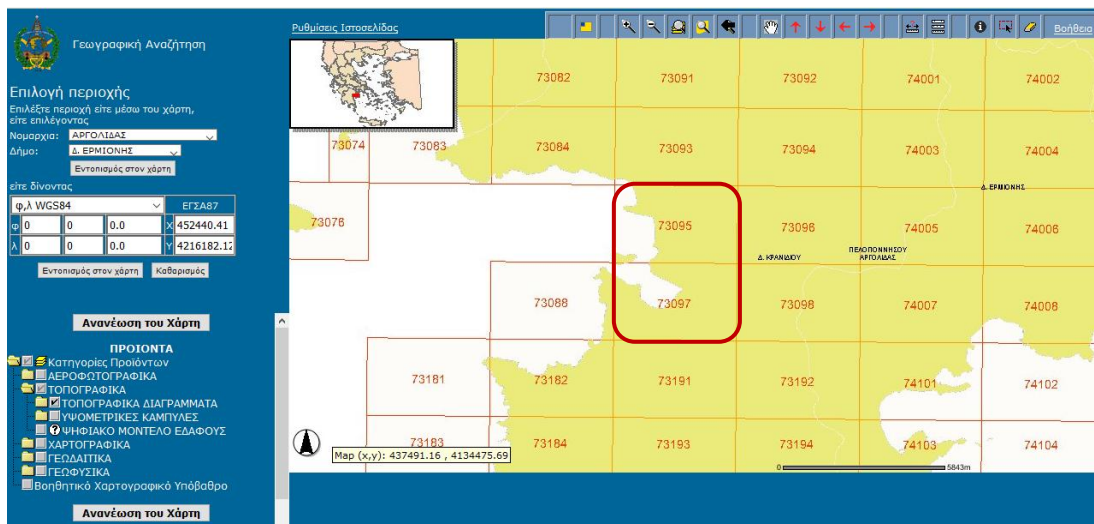 Γεωγραφική Αναζήτηση
Επιλογή περιοχής
Επιλέξτε περιοχή είτε μέσω του χάρτη,
είτε επιλέγοντας
Νομαρχια: ΑΡΓΟΛΙΔΑΣ
Δήμο: Δ. ΕΡΜΙΟΝΗΣ
Εντοπισμός στον χάρτη
είτε δίνοντας
φ,λ WGS84 ΕΓΣΑ87
φ 0 0 0.0 X 452440.41
λ 0 0 0.0 Y 4216182.12
Εντοπισμός στον χάρτη Καθαρισμός
Ανανέωση του Χάρτη
ΠΡΟΙΟΝΤΑ
Κατηγορίες Προϊόντων
ΑΕΡΟΦΩΤΟΓΡΑΦΙΚΑ
ΤΟΠΟΓΡΑΦΙΚΑ
ΤΟΠΟΓΡΑΦΙΚΑ ΔΙΑΓΡΑΜΜΑΤΑ
ΥΨΟΜΕΤΡΙΚΕΣ ΚΑΜΠΥΛΕΣ
? ΨΗΦΙΑΚΟ ΜΟΝΤΕΛΟ ΕΔΑΦΟΥΣ
ΧΑΡΤΟΓΡΑΦΙΚΑ
ΓΕΩΔΑΙΤΙΚΑ
ΓΕΩΦΥΣΙΚΑ
Βοηθητικό Χαρτογραφικό Υπόβαθρο
Ανανέωση του Χάρτη
Ρυθμίσεις Ιστοσελίδας Βοήθεια
73082 73091 73092 74001 74002
73074 73083 73084 73093 73094 74003 74004
Δ. ΕΡΜΙΟΝΗΣ
73076 73095 73096 74005 74006
Δ. ΚΡΑΝΙΔΙΟΥ
ΠΕΛΟΠΟΝΝΗΣΟΥ
ΑΡΓΟΛΙΔΑΣ
73088 73097 73098 74007 74008
73181 73182 73191 73192 74101 74102
73183 73184 73193 73194 74103 74104
Map (x,y): 437491.16 , 4134475.69
0 5843m